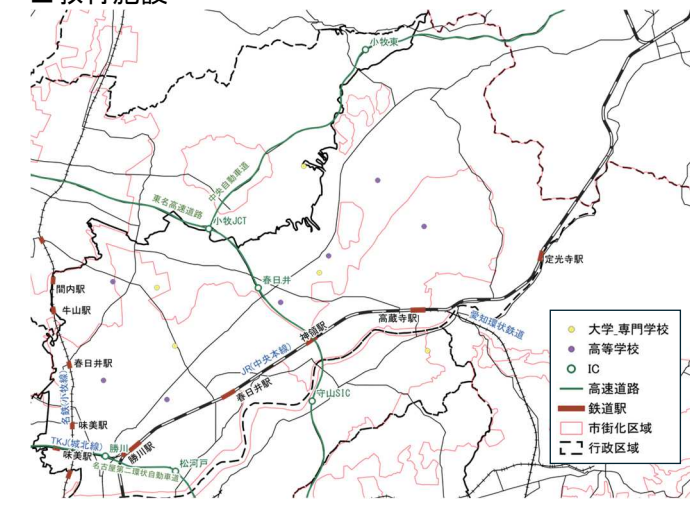 ■教育施設
小牧東
中央自動車道
東名高速道路
小牧JCT
定光寺駅
間内駅
春日井
牛山駅
高蔵寺駅
愛知環状鉄道
神領駅
春日井駅
JR(中央本線)
春日井駅
名鉄(小牧線)
守山SIC
味美駅
TKJ(城北線)
勝川
勝川駅
味美駅
松河戸
名古屋第二環状自動車道
大学_専門学校
高等学校
IC
高速道路
鉄道駅
市街化区域
行政区域